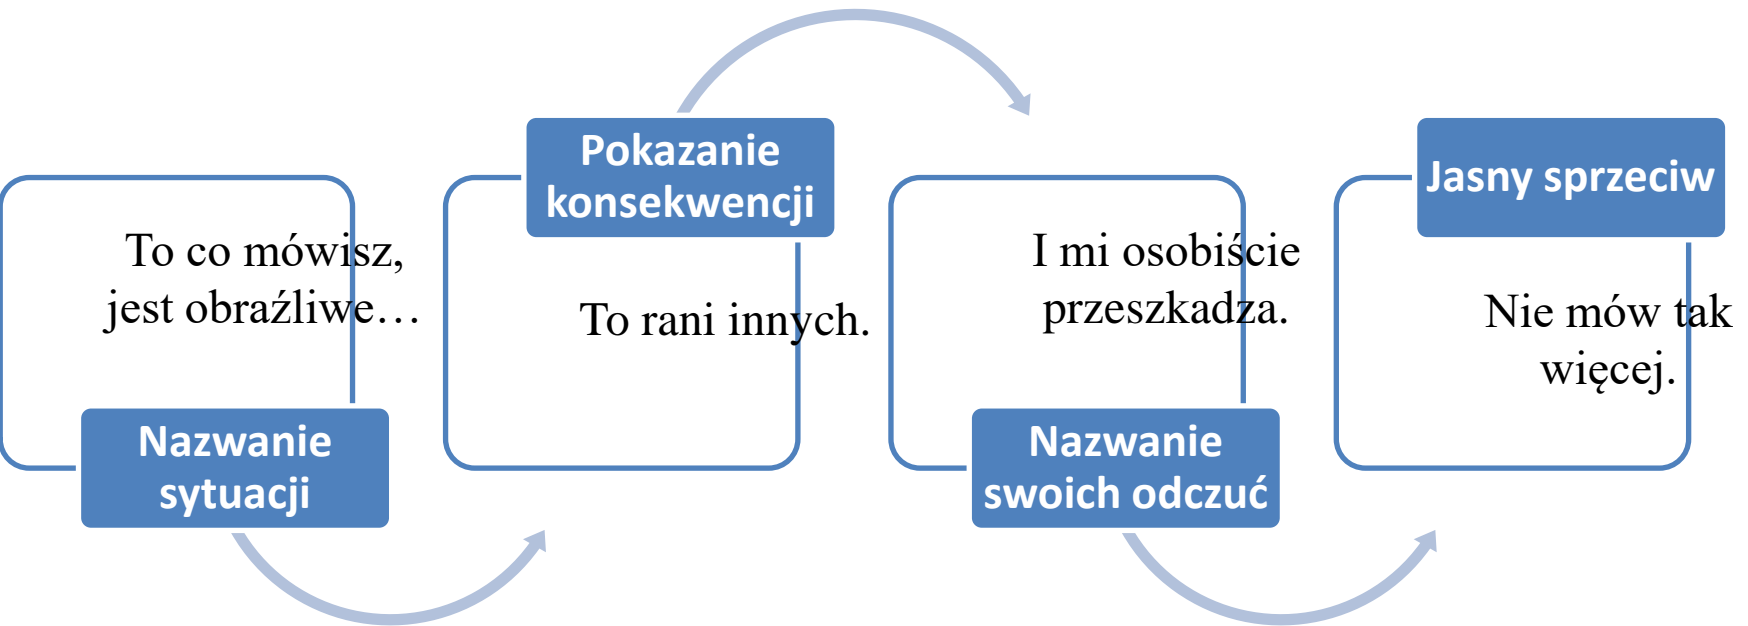 To co mówisz,
jest obraźliwe…
Nazwanie
sytuacji
Pokazanie
konsekwencji
To rani innych.
I mi osobiście
przeszkadza.
Nazwanie
swoich odczuć
Jasny sprzeciw
Nie mów tak
więcej.